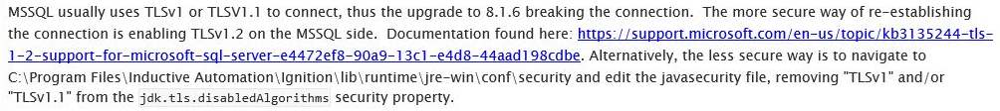 MSSQL usually uses TLSv1 or TLSV1.1 to connect, thus the upgrade to 8.1.6 breaking the connection.  The more secure way of re-establishing
the connection is enabling TLSv1.2 on the MSSQL side.  Documentation found here: https://support.microsoft.com/en-us/topic/kb3135244-tls-
1-2-support-for-microsoft-sql-server-e4472ef8-90a9-13c1-e4d8-44aad198cdbe. Alternatively, the less secure way is to navigate to
C:\Program Files\Inductive Automation\Ignition\lib\runtime\jre-win\conf\security and edit the javasecurity file, removing "TLSv1" and/or
"TLSv1.1" from the jdk.tls.disabledAlgorithms security property.